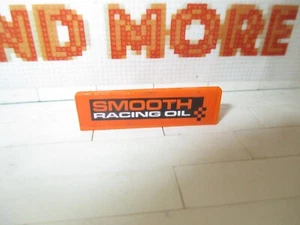 ND MORE
SMOOTH
RACING OIL